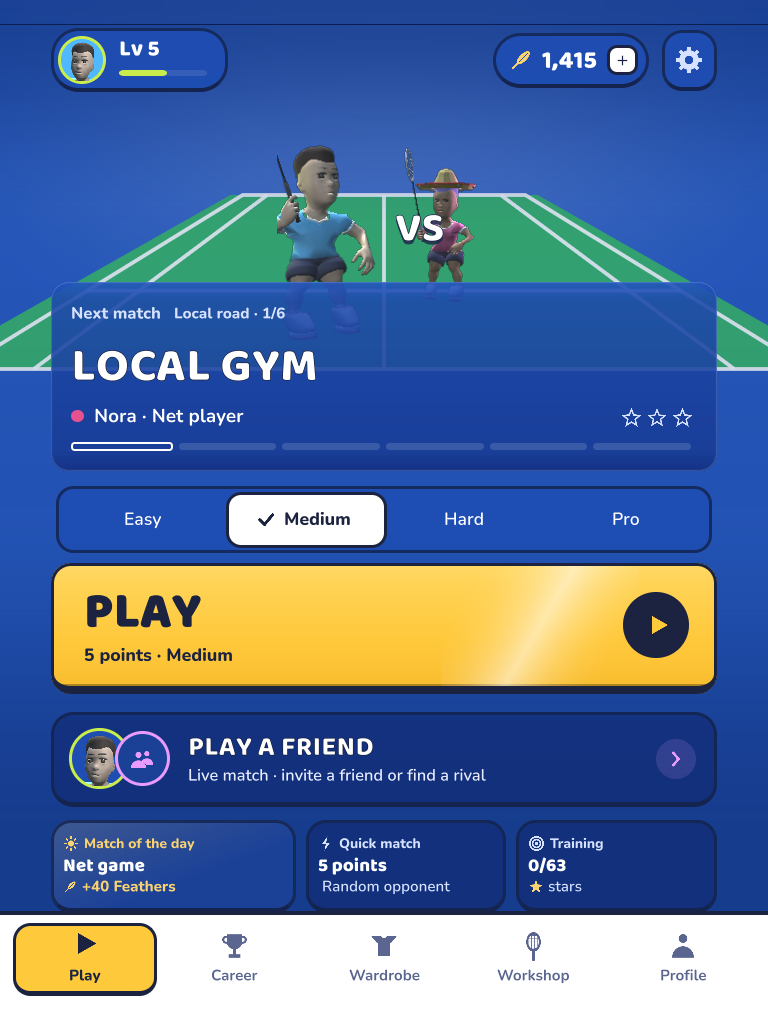 Lv 5
1,415
+
VS
Next match Local road · 1/6
LOCAL GYM
Nora · Net player
Easy
Medium
Hard
Pro
PLAY
5 points · Medium
PLAY A FRIEND
Live match · invite a friend or find a rival
Match of the day
Net game
+40 Feathers
Quick match
5 points
Random opponent
Training
0/63
stars
Play
Career
Wardrobe
Workshop
Profile